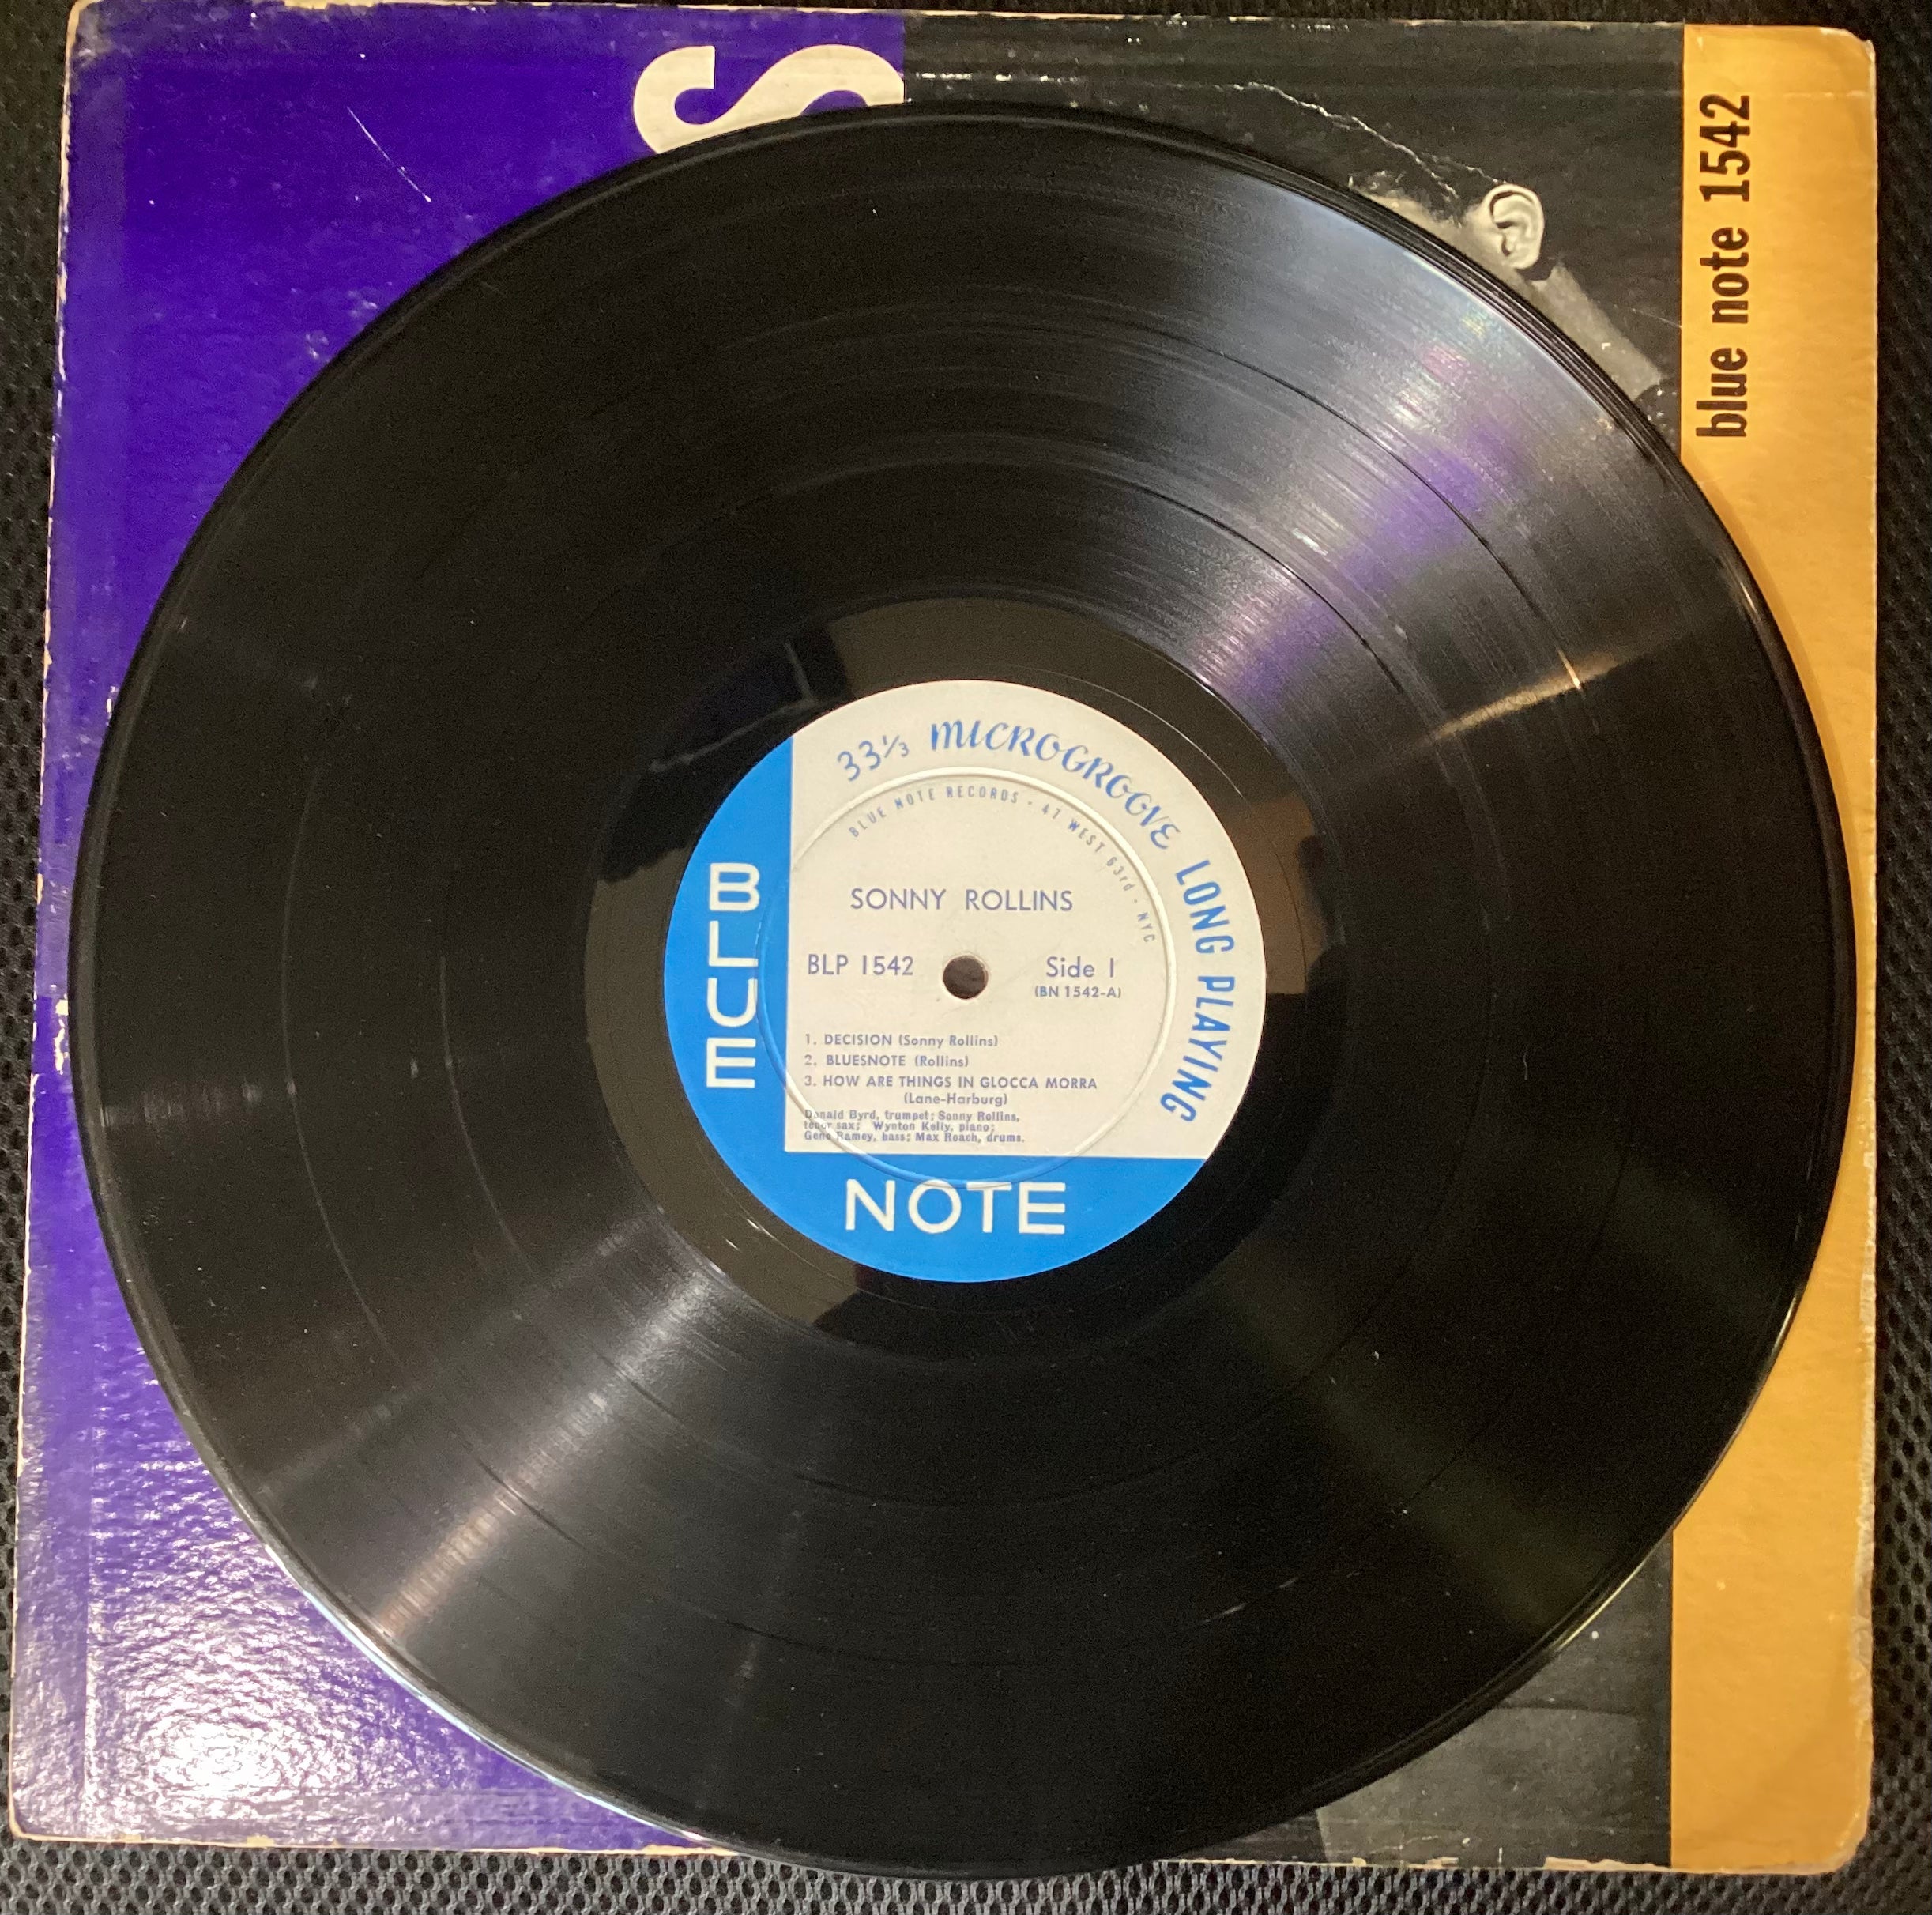 S
blue note 1542
33⅓ MICROGROOVE LONG PLAYING
BLUE NOTE RECORDS · 47 WEST 63rd · NYC
SONNY ROLLINS
BLP 1542
Side 1
(BN 1542-A)
1. DECISION (Sonny Rollins)
2. BLUESNOTE (Rollins)
3. HOW ARE THINGS IN GLOCCA MORRA
(Lane-Harburg)
Donald Byrd, trumpet; Sonny Rollins,
tenor sax; Wynton Kelly, piano;
Gene Ramey, bass; Max Roach, drums.
BLUE
NOTE